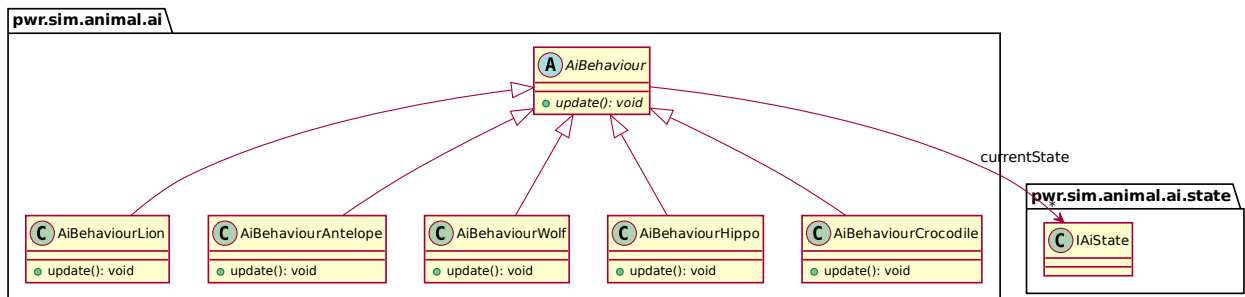 pwr.sim.animal.ai
A AiBehaviour
update(): void
currentState
pwr.sim.animal.ai.state
*
C AiBehaviourLion
update(): void
C AiBehaviourAntelope
update(): void
C AiBehaviourWolf
update(): void
C AiBehaviourHippo
update(): void
C AiBehaviourCrocodile
update(): void
C IAiState